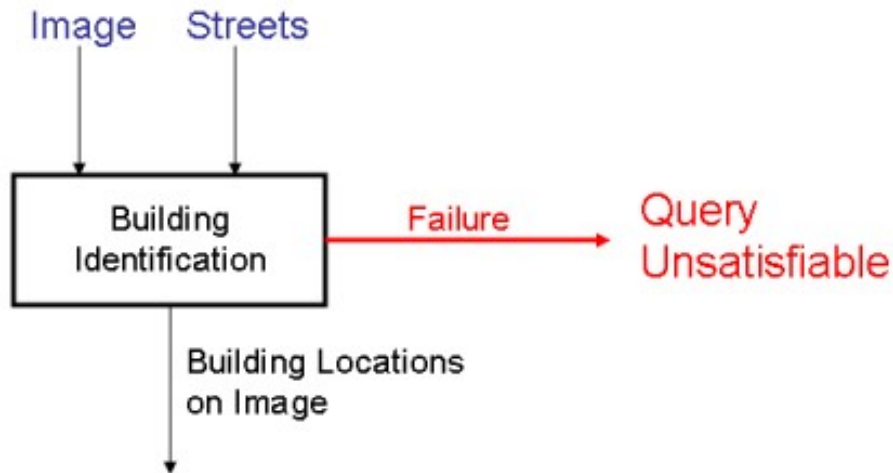 Image Streets
Building
Identification
Failure
Query
Unsatisfiable
Building Locations
on Image